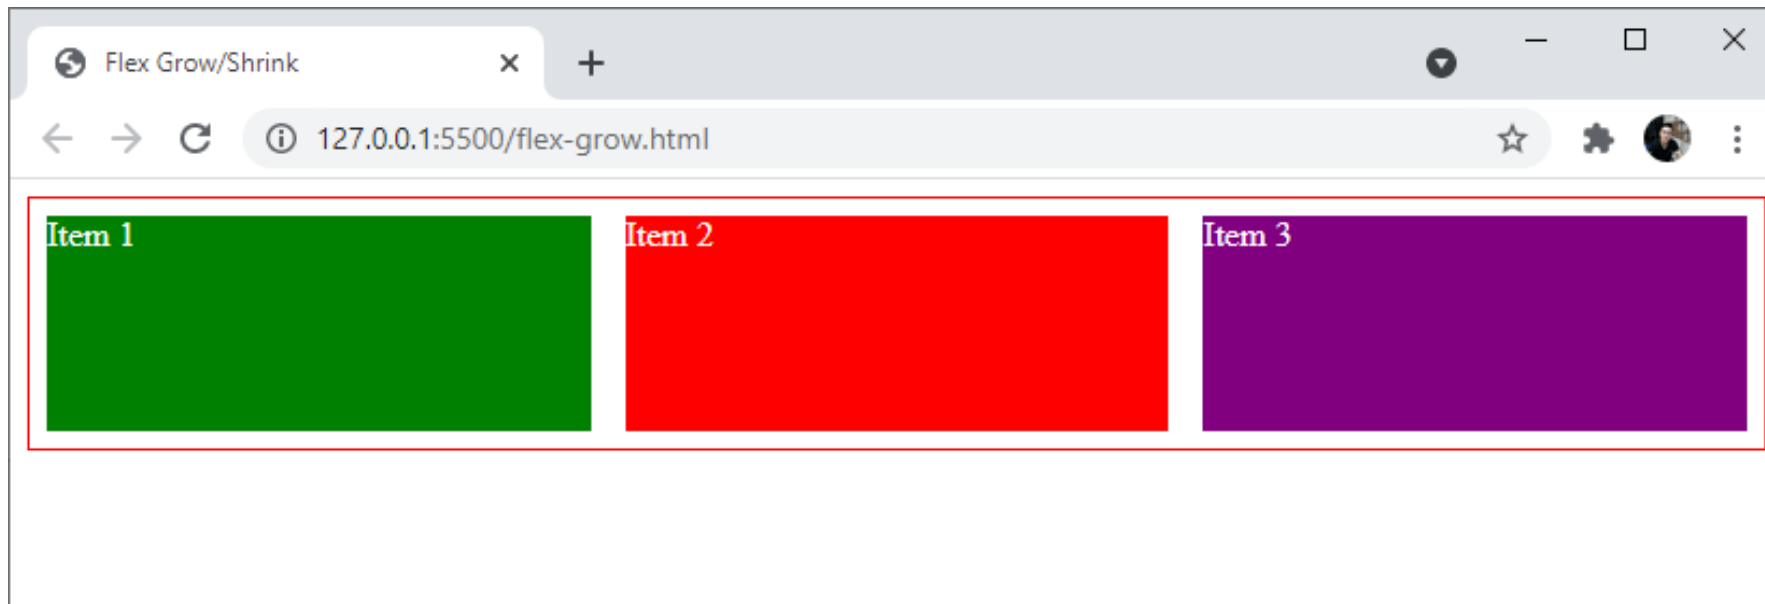 Flex Grow/Shrink
127.0.0.1:5500/flex-grow.html
Item 1 Item 2 Item 3